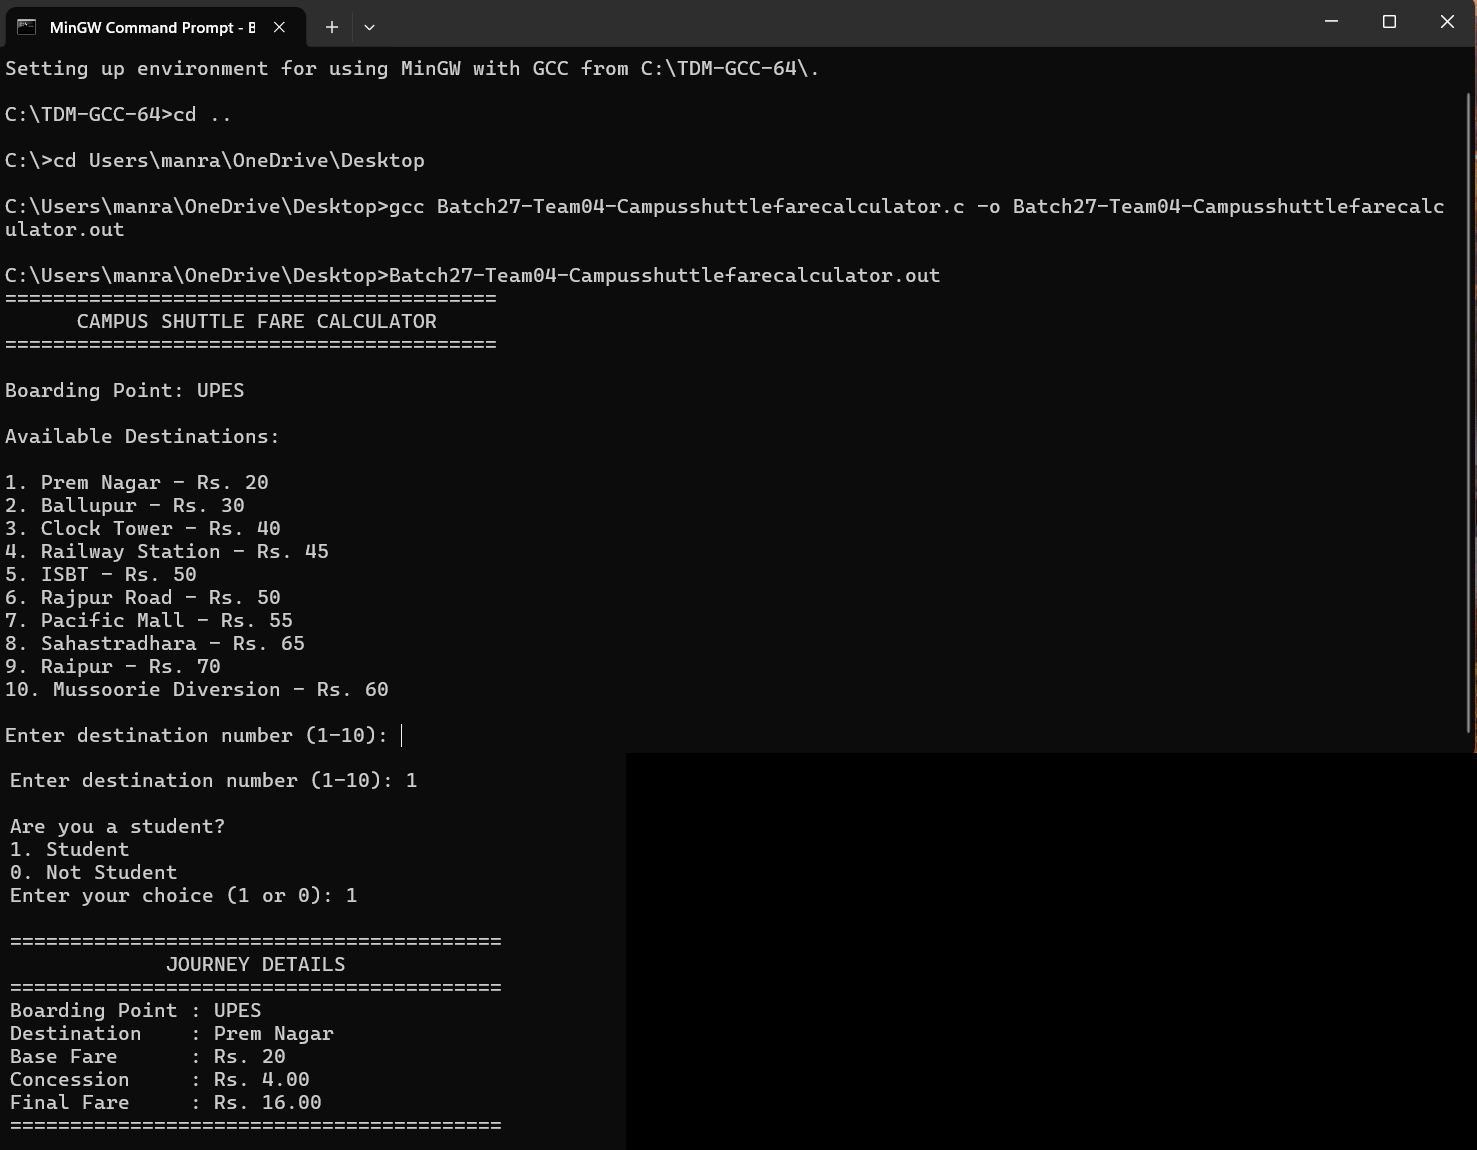 MinGW Command Prompt - B
Setting up environment for using MinGW with GCC from C:\TDM-GCC-64\.
C:\TDM-GCC-64>cd ..
C:\>cd Users\manra\OneDrive\Desktop
C:\Users\manra\OneDrive\Desktop>gcc Batch27-Team04-Campusshuttlefarecalculator.c -o Batch27-Team04-Campusshuttlefarecalc
ulator.out
C:\Users\manra\OneDrive\Desktop>Batch27-Team04-Campusshuttlefarecalculator.out
=========================================
CAMPUS SHUTTLE FARE CALCULATOR
=========================================
Boarding Point: UPES
Available Destinations:
1. Prem Nagar - Rs. 20
2. Ballupur - Rs. 30
3. Clock Tower - Rs. 40
4. Railway Station - Rs. 45
5. ISBT - Rs. 50
6. Rajpur Road - Rs. 50
7. Pacific Mall - Rs. 55
8. Sahastradhara - Rs. 65
9. Raipur - Rs. 70
10. Mussoorie Diversion - Rs. 60
Enter destination number (1-10):
Enter destination number (1-10): 1
Are you a student?
1. Student
0. Not Student
Enter your choice (1 or 0): 1
=========================================
JOURNEY DETAILS
=========================================
Boarding Point : UPES
Destination    : Prem Nagar
Base Fare      : Rs. 20
Concession     : Rs. 4.00
Final Fare     : Rs. 16.00
=========================================